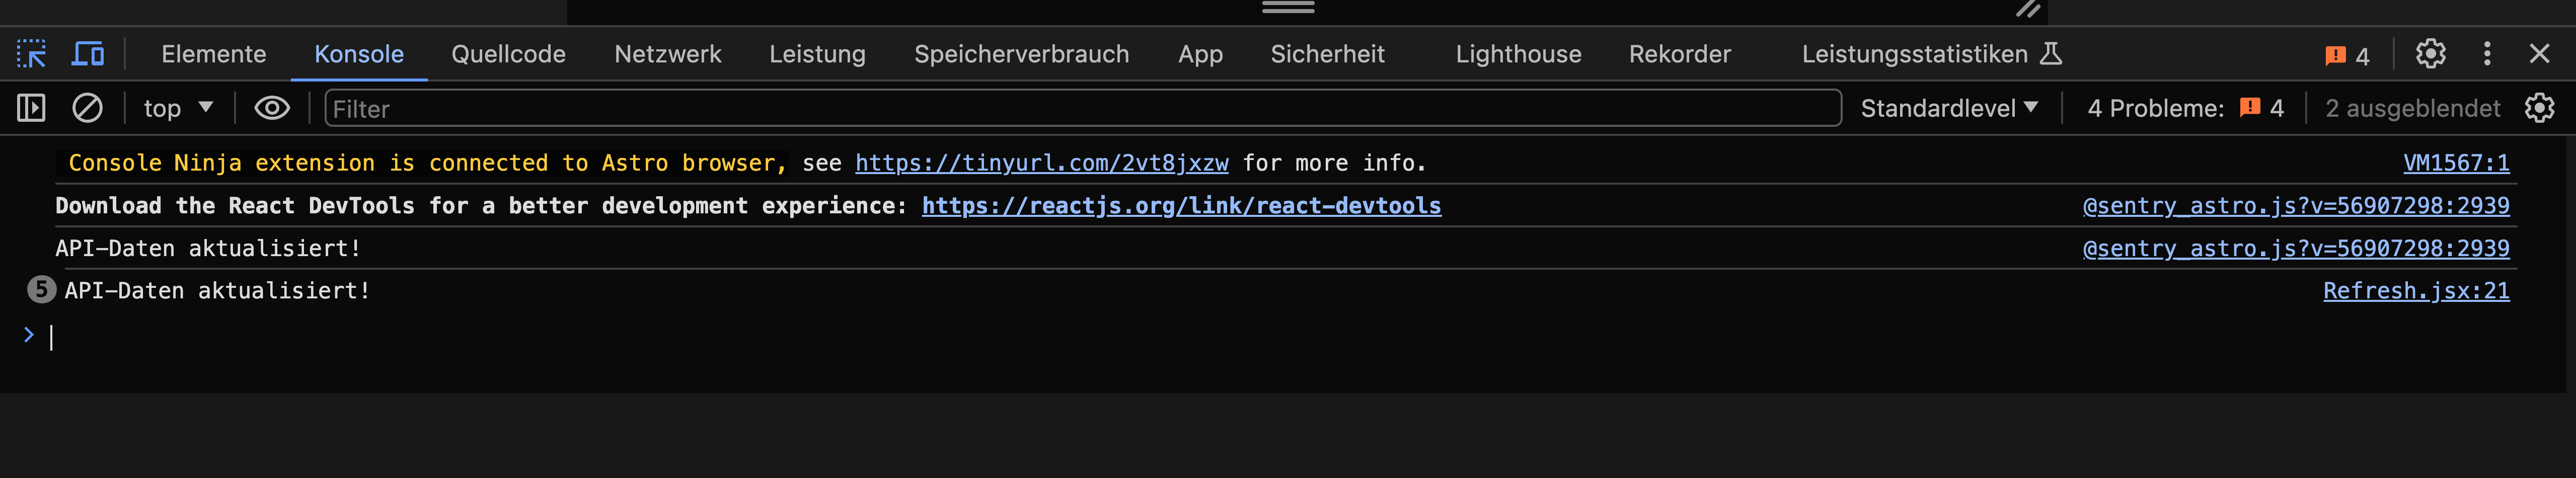 Elemente Konsole Quellcode Netzwerk Leistung Speicherverbrauch App Sicherheit Lighthouse Rekorder Leistungsstatistiken 4
top Filter Standardlevel 4 Probleme: 4 2 ausgeblendet
Console Ninja extension is connected to Astro browser, see https://tinyurl.com/2vt8jxzw for more info. VM1567:1
Download the React DevTools for a better development experience: https://reactjs.org/link/react-devtools @sentry_astro.js?v=56907298:2939
API-Daten aktualisiert! @sentry_astro.js?v=56907298:2939
5 API-Daten aktualisiert! Refresh.jsx:21